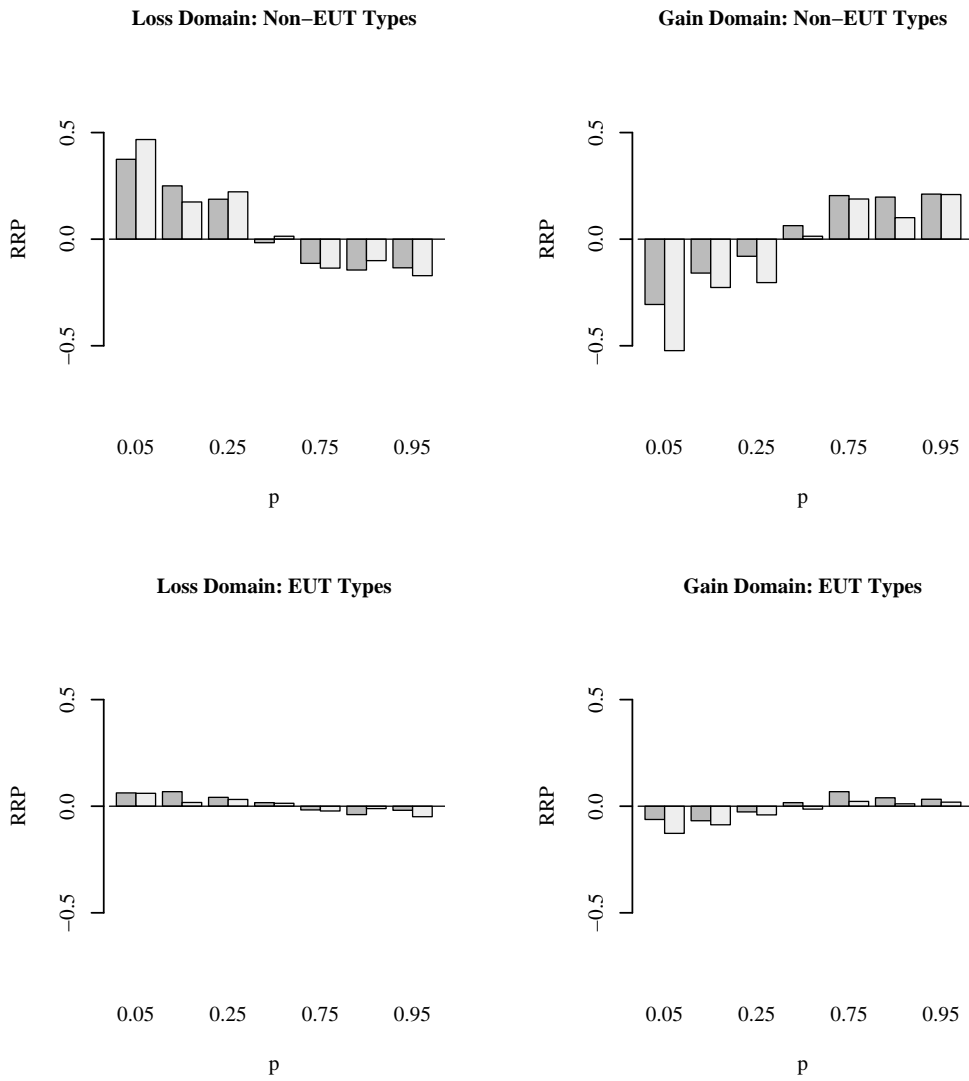 Loss Domain: Non−EUT Types
RRP
0.5
0.0
−0.5
0.05 0.25 0.75 0.95
p
Gain Domain: Non−EUT Types
RRP
0.5
0.0
−0.5
0.05 0.25 0.75 0.95
p
Loss Domain: EUT Types
RRP
0.5
0.0
−0.5
0.05 0.25 0.75 0.95
p
Gain Domain: EUT Types
RRP
0.5
0.0
−0.5
0.05 0.25 0.75 0.95
p